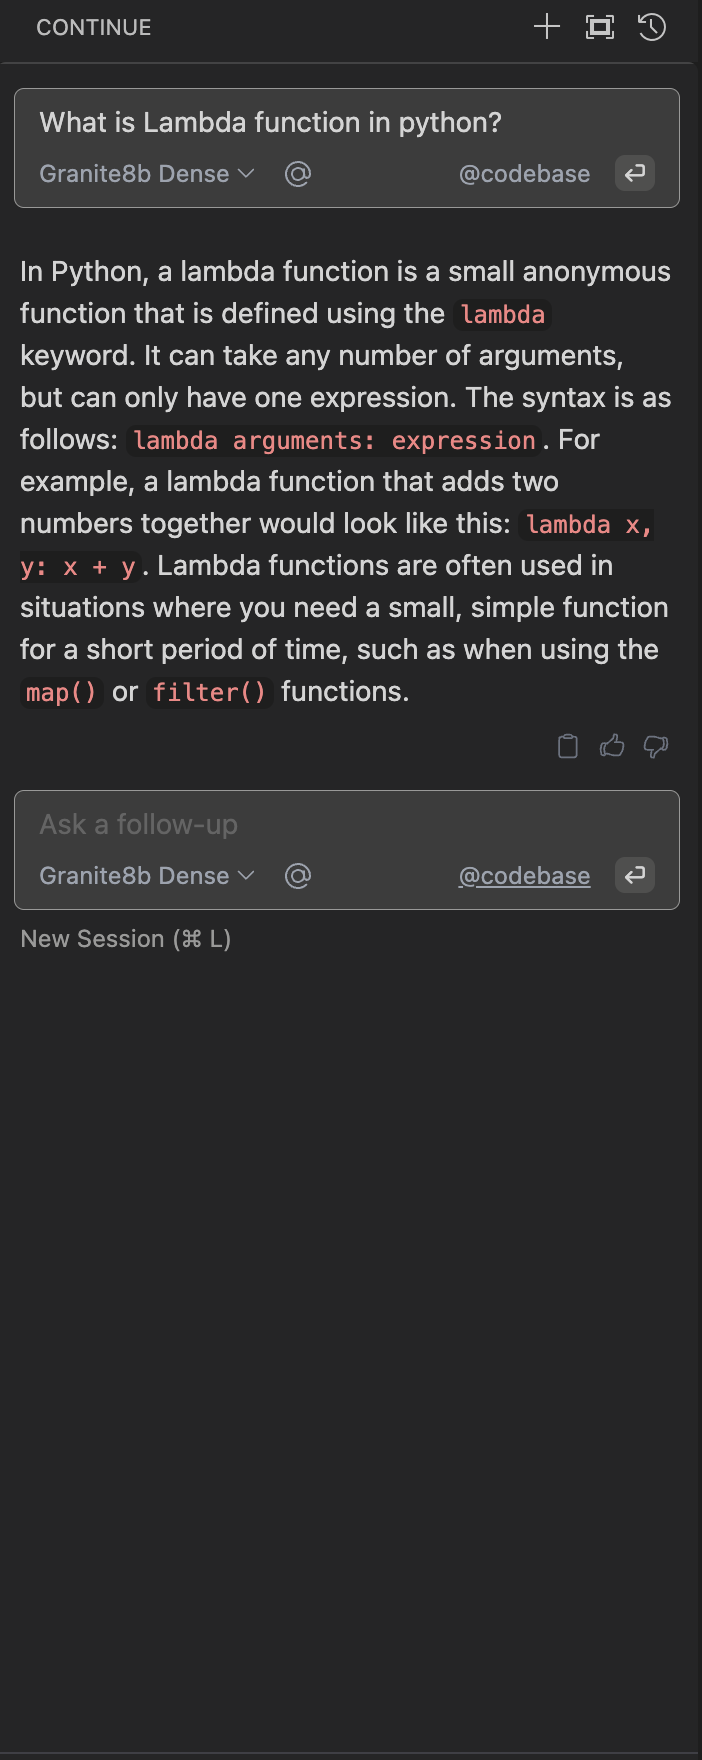 CONTINUE
What is Lambda function in python?
Granite8b Dense @ @codebase
In Python, a lambda function is a small anonymous
function that is defined using the lambda
keyword. It can take any number of arguments,
but can only have one expression. The syntax is as
follows: lambda arguments: expression. For
example, a lambda function that adds two
numbers together would look like this: lambda x,
y: x + y. Lambda functions are often used in
situations where you need a small, simple function
for a short period of time, such as when using the
map() or filter() functions.
Ask a follow-up
Granite8b Dense @ @codebase
New Session (⌘ L)